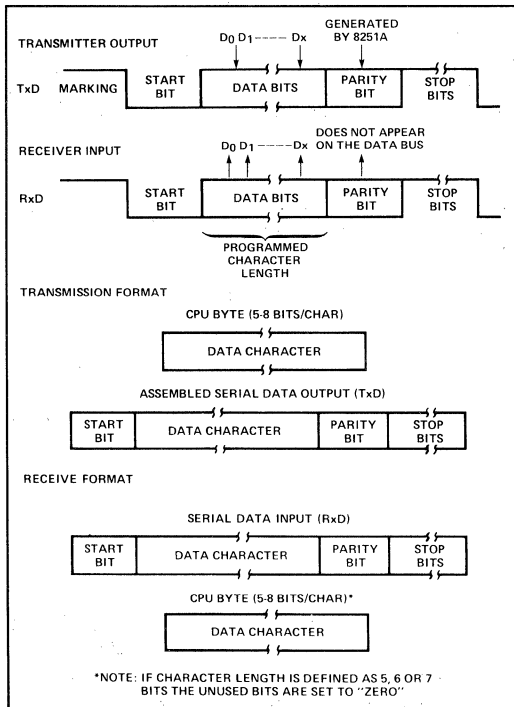 TRANSMITTER OUTPUT
D0 D1 ---- Dx
GENERATED
BY 8251A
TxD MARKING
START
BIT
DATA BITS
PARITY
BIT
STOP
BITS
RECEIVER INPUT
D0 D1 ---- Dx
DOES NOT APPEAR
ON THE DATA BUS
RxD
START
BIT
DATA BITS
PARITY
BIT
STOP
BITS
PROGRAMMED
CHARACTER
LENGTH
TRANSMISSION FORMAT
CPU BYTE (5-8 BITS/CHAR)
DATA CHARACTER
ASSEMBLED SERIAL DATA OUTPUT (TxD)
START
BIT
DATA CHARACTER
PARITY
BIT
STOP
BITS
RECEIVE FORMAT
SERIAL DATA INPUT (RxD)
START
BIT
DATA CHARACTER
PARITY
BIT
STOP
BITS
CPU BYTE (5-8 BITS/CHAR)*
DATA CHARACTER
*NOTE: IF CHARACTER LENGTH IS DEFINED AS 5, 6 OR 7
BITS THE UNUSED BITS ARE SET TO "ZERO"